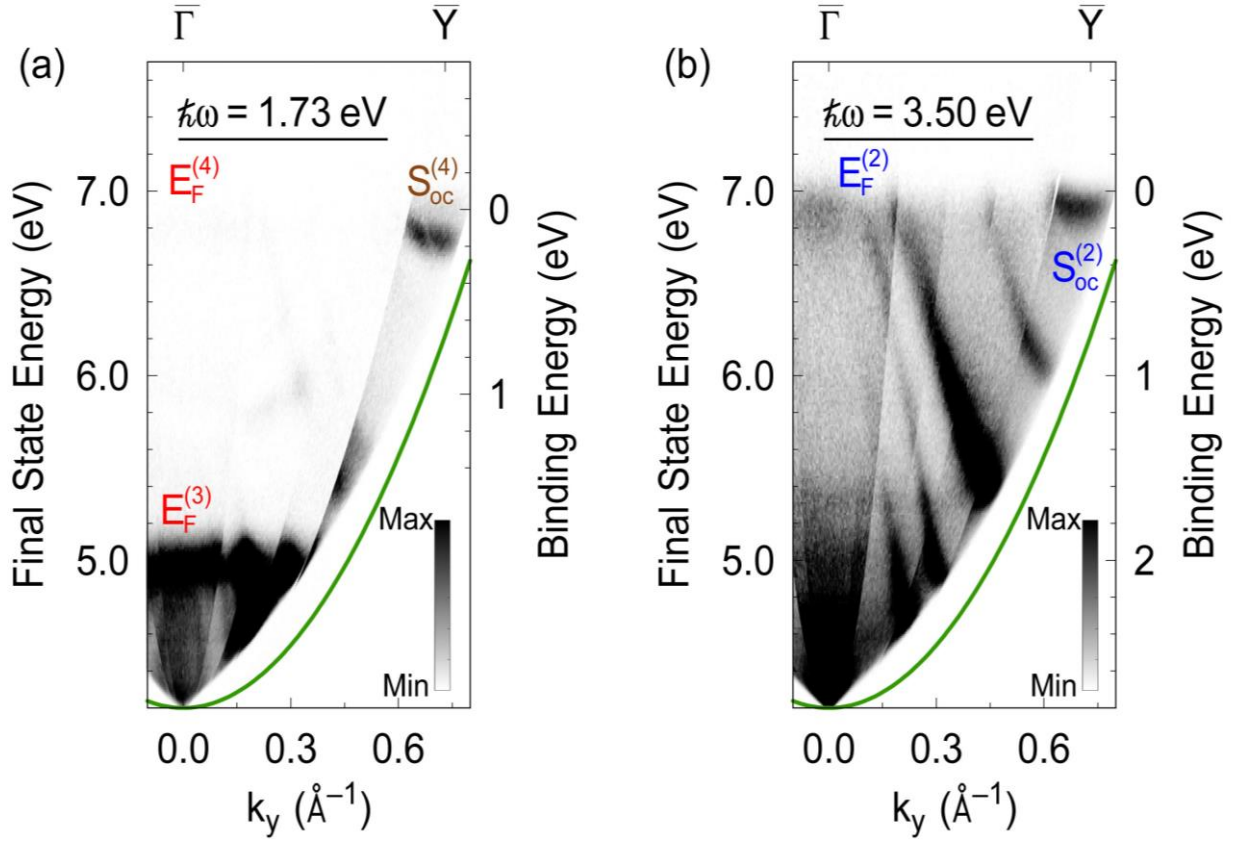 Γ̅ Y̅
(a)
ℏω = 1.73 eV
E_F^(4)
S_oc^(4)
7.0
6.0
5.0
Final State Energy (eV)
0
1
Binding Energy (eV)
E_F^(3)
Max
Min
0.0 0.3 0.6
k_y (Å⁻¹)
Γ̅ Y̅
(b)
ℏω = 3.50 eV
E_F^(2)
S_oc^(2)
7.0
6.0
5.0
Final State Energy (eV)
0
1
2
Binding Energy (eV)
Max
Min
0.0 0.3 0.6
k_y (Å⁻¹)